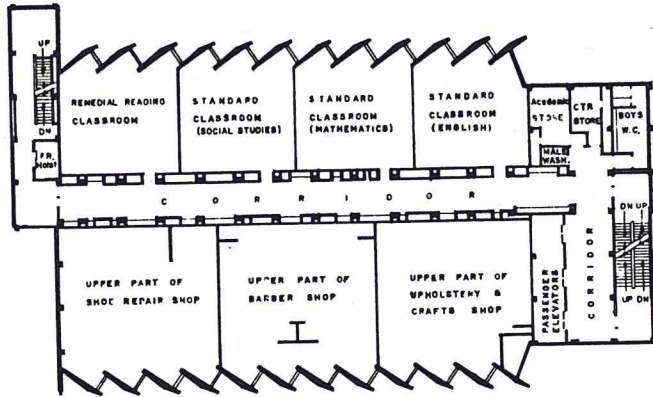 UP
DN
FR.
Hoist
REMEDIAL READING
CLASSROOM
STANDARD
CLASSROOM
(SOCIAL STUDIES)
STANDARD
CLASSROOM
(MATHEMATICS)
STANDARD
CLASSROOM
(ENGLISH)
Academic
STORE
CTR
STORE
BOYS
W.C.
MALE
WASH.
CORRIDOR
DN UP
UP DN
UPPER PART OF
SHOE REPAIR SHOP
UPPER PART OF
BARBER SHOP
UPPER PART OF
UPHOLSTERY &
CRAFTS SHOP
PASSENGER
ELEVATORS
CORRIDOR